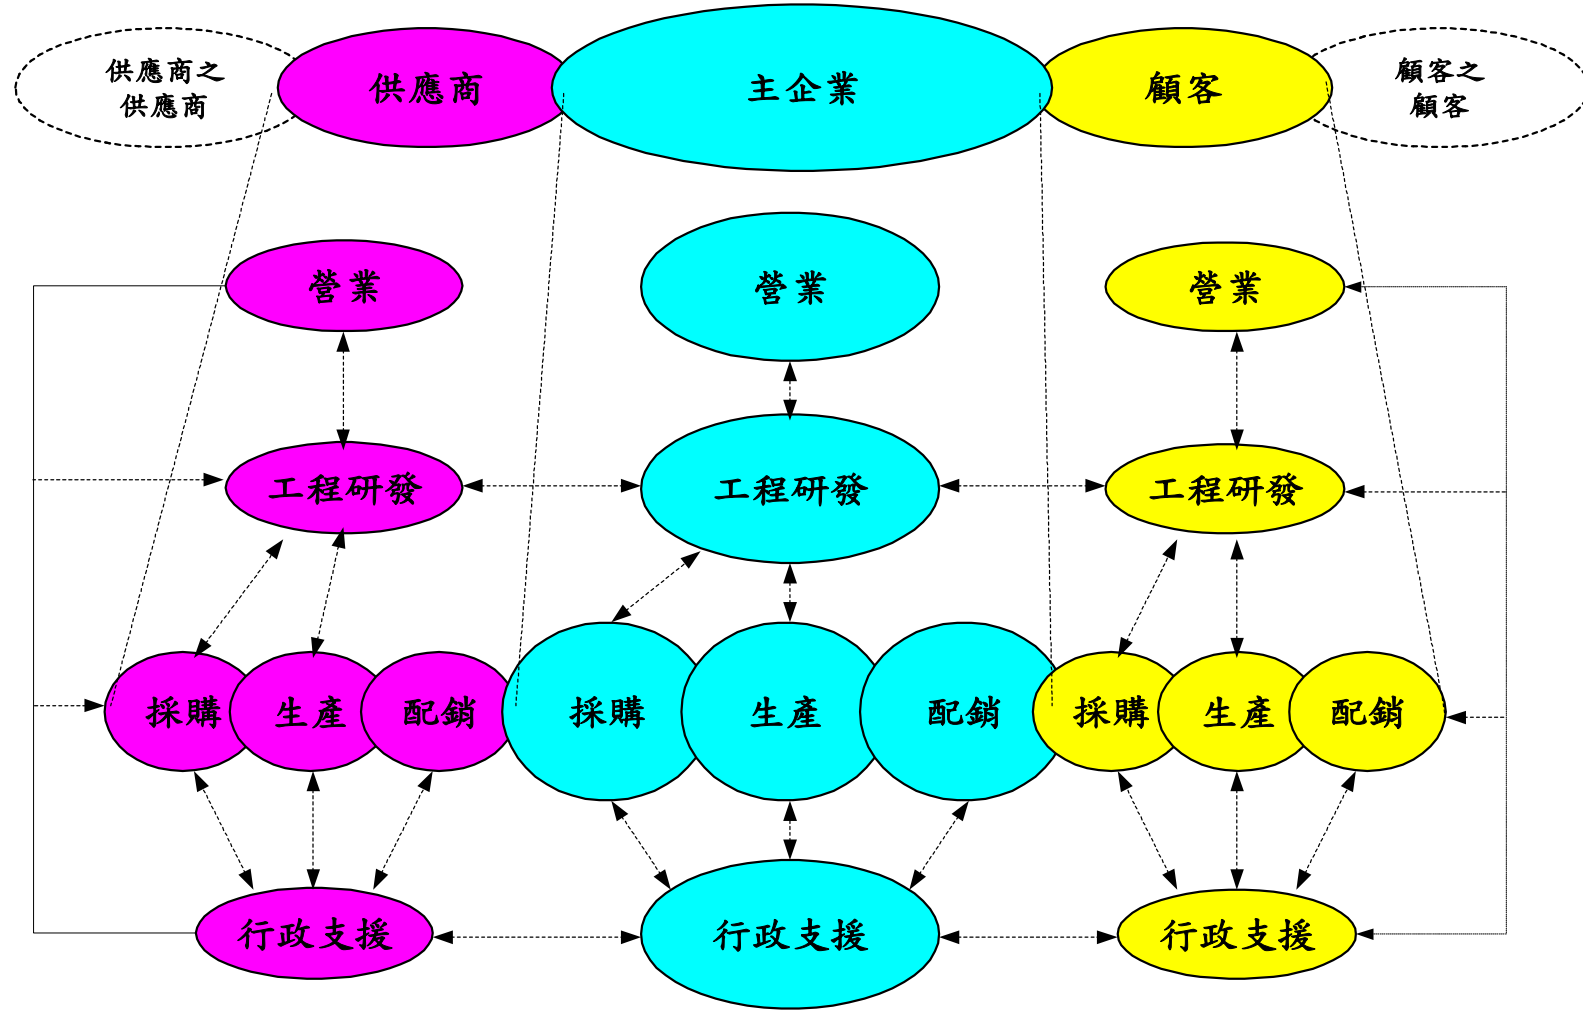 供應商之
供應商
供應商
主企業
顧客
顧客之
顧客
營業
營業
營業
工程研發
工程研發
工程研發
採購
生產
配銷
採購
生產
配銷
採購
生產
配銷
行政支援
行政支援
行政支援